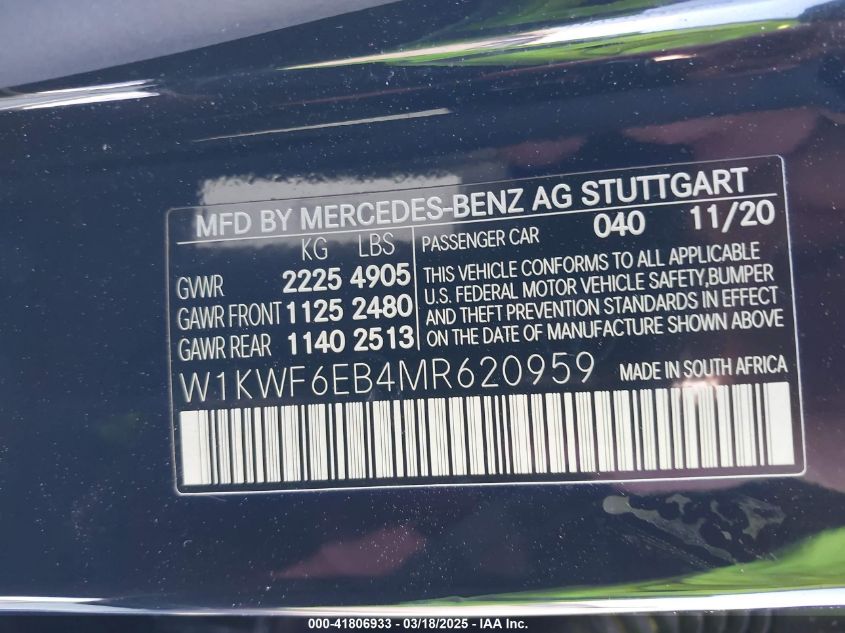 MFD BY MERCEDES-BENZ AG STUTTGART
KG LBS
GVWR 2225 4905
GAWR FRONT 1125 2480
GAWR REAR 1140 2513
PASSENGER CAR 040 11/20
THIS VEHICLE CONFORMS TO ALL APPLICABLE
U.S. FEDERAL MOTOR VEHICLE SAFETY,BUMPER
AND THEFT PREVENTION STANDARDS IN EFFECT
ON THE DATE OF MANUFACTURE SHOWN ABOVE
W1KWF6EB4MR620959 MADE IN SOUTH AFRICA
000-41806933 - 03/18/2025 - IAA Inc.